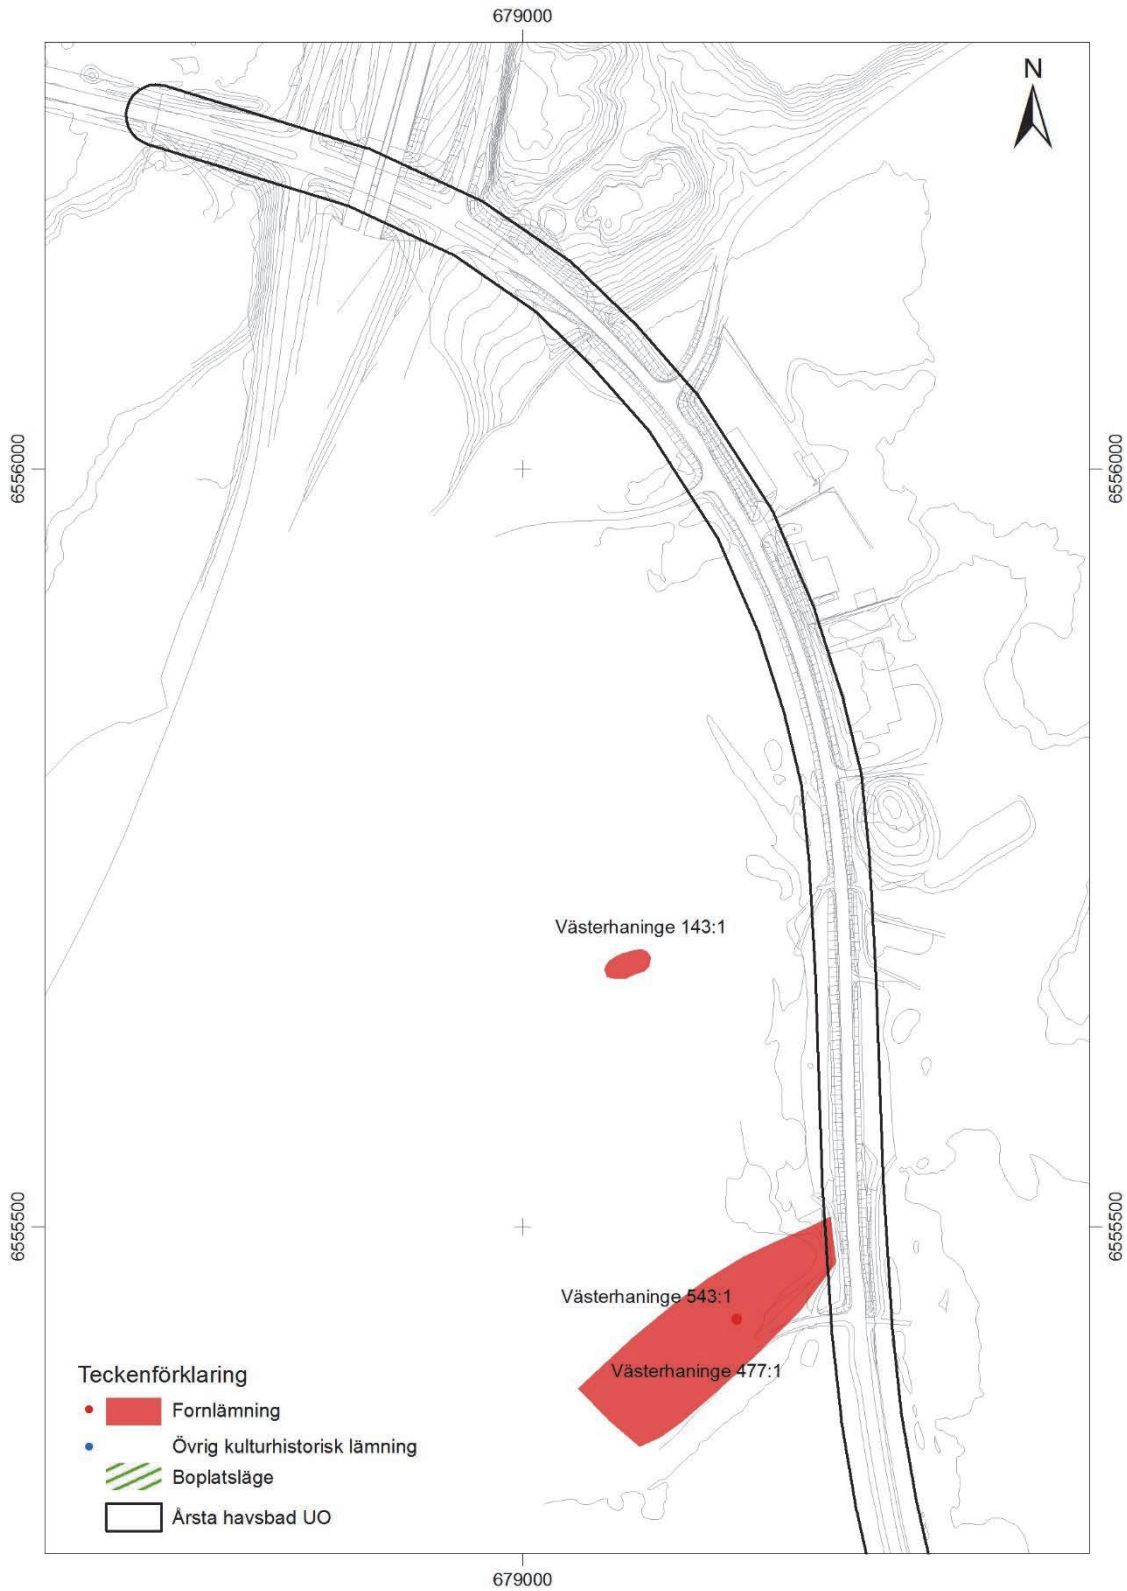 679000
N
6556000
6556000
Västerhaninge 143:1
6555500
6555500
Västerhaninge 543:1
Västerhaninge 477:1
Teckenförklaring
Fornlämning
Övrig kulturhistorisk lämning
Boplatsläge
Årsta havsbad UO
679000